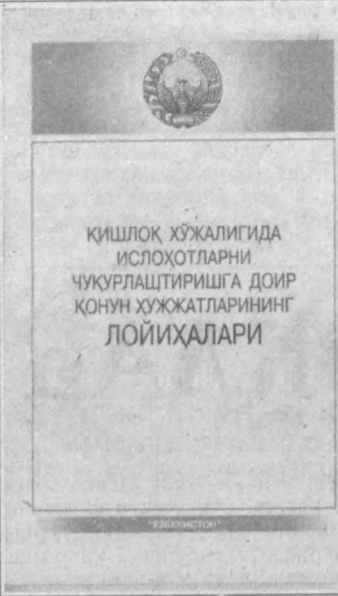 ҚИШЛОҚ ХЎЖАЛИГИДА
ИСЛОҲОТЛАРНИ
ЧУҚУРЛАШТИРИШГА ДОИР
ҚОНУН ҲУЖЖАТЛАРИНИНГ
ЛОЙИҲАЛАРИ
"ЎЗБЕКИСТОН"